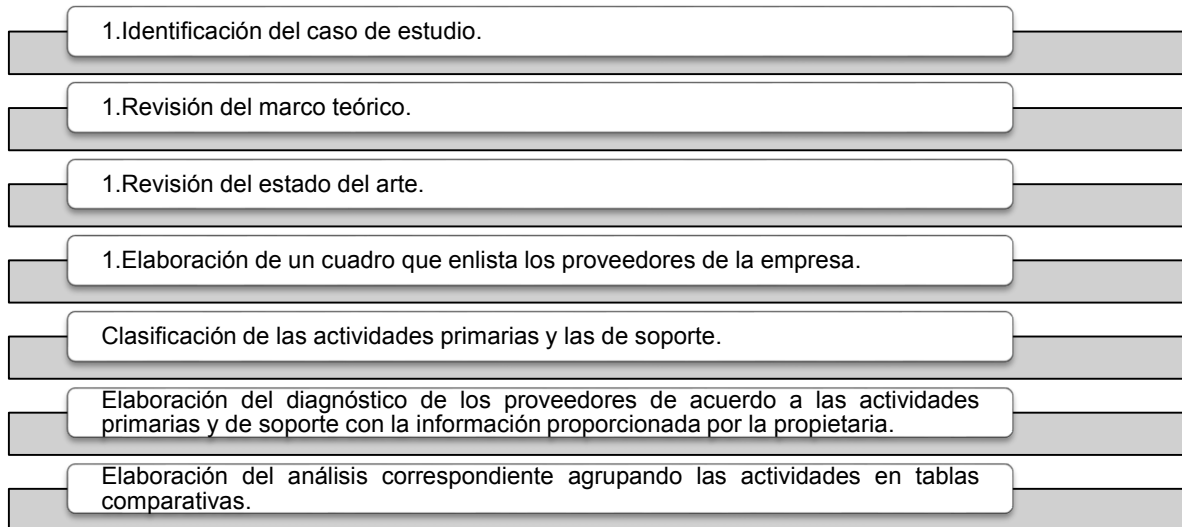 1.Identificación del caso de estudio.
1.Revisión del marco teórico.
1.Revisión del estado del arte.
1.Elaboración de un cuadro que enlista los proveedores de la empresa.
Clasificación de las actividades primarias y las de soporte.
Elaboración del diagnóstico de los proveedores de acuerdo a las actividades
primarias y de soporte con la información proporcionada por la propietaria.
Elaboración del análisis correspondiente agrupando las actividades en tablas
comparativas.